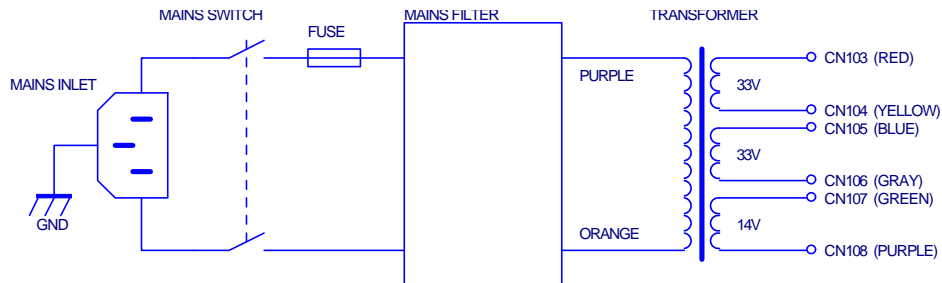 MAINS SWITCH
MAINS FILTER
TRANSFORMER
FUSE
MAINS INLET
PURPLE
CN103 (RED)
33V
CN104 (YELLOW)
CN105 (BLUE)
33V
CN106 (GRAY)
CN107 (GREEN)
GND
ORANGE
14V
CN108 (PURPLE)